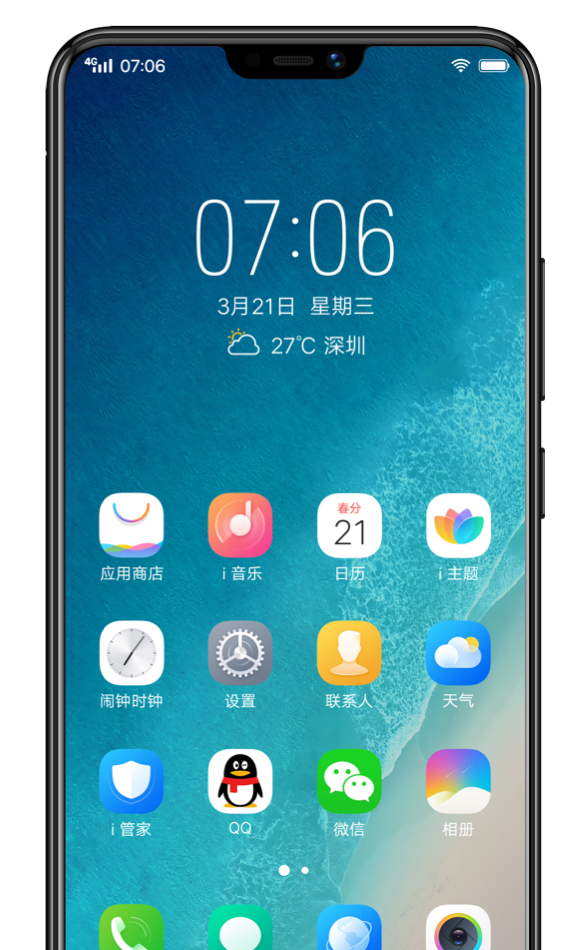 4G 07:06
07:06
3月21日 星期三
27℃ 深圳
春分
21
应用商店 i 音乐 日历 i 主题
闹钟时钟 设置 联系人 天气
i 管家 QQ 微信 相册